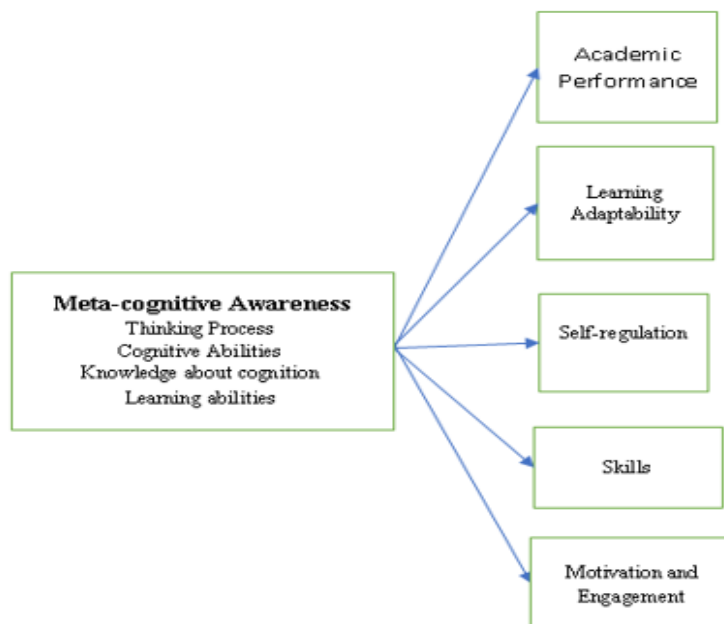 Academic
Performance
Learning
Adaptability
Meta-cognitive Awareness
Thinking Process
Cognitive Abilities
Knowledge about cognition
Learning abilities
Self-regulation
Skills
Motivation and
Engagement